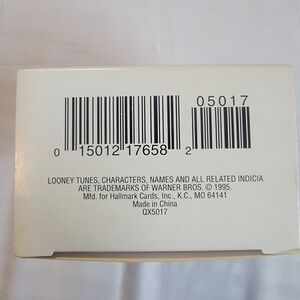 05017
0 15012 17658 2
LOONEY TUNES, CHARACTERS, NAMES AND ALL RELATED INDICIA
ARE TRADEMARKS OF WARNER BROS. © 1995.
Mfd. for Hallmark Cards, Inc., K.C., MO 64141
Made in China
QX5017